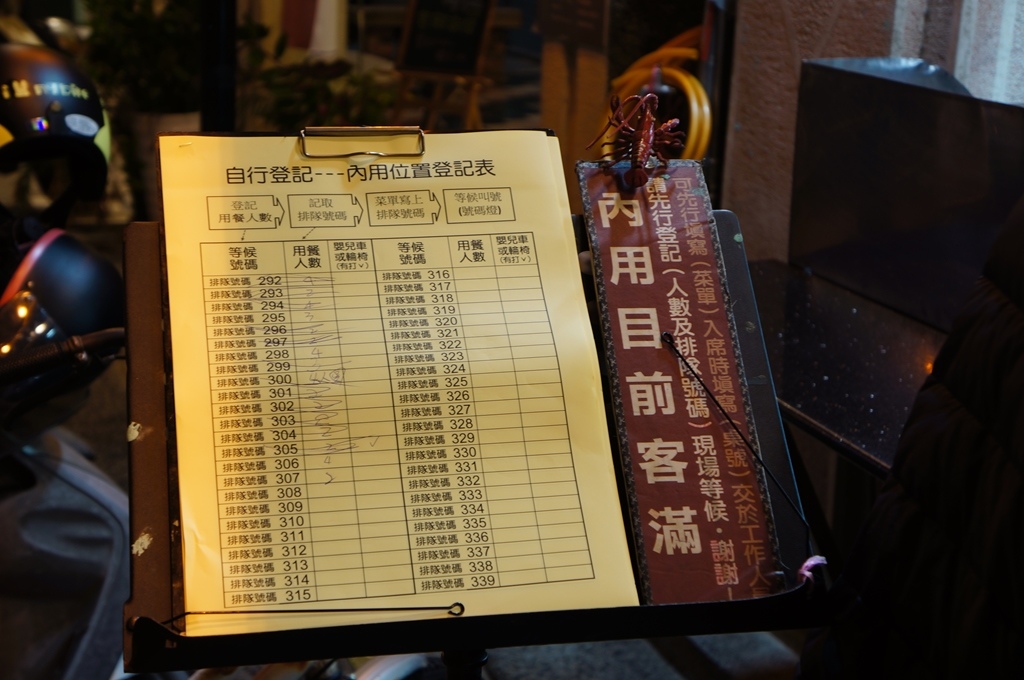 自行登記---內用位置登記表
登記
用餐人數
記取
排隊號碼
菜單寫上
排隊號碼
等候叫號
(號碼燈)
等候
號碼
用餐
人數
嬰兒車
或輪椅
(有打v)
等候
號碼
用餐
人數
嬰兒車
或輪椅
(有打v)
排隊號碼 292
排隊號碼 293
排隊號碼 294
排隊號碼 295
排隊號碼 296
排隊號碼 297
排隊號碼 298 4
排隊號碼 299
排隊號碼 300
排隊號碼 301
排隊號碼 302
排隊號碼 303
排隊號碼 304
排隊號碼 305
排隊號碼 306 4
排隊號碼 307
排隊號碼 308
排隊號碼 309
排隊號碼 310
排隊號碼 311
排隊號碼 312
排隊號碼 313
排隊號碼 314
排隊號碼 315
排隊號碼 316
排隊號碼 317
排隊號碼 318
排隊號碼 319
排隊號碼 320
排隊號碼 321
排隊號碼 322
排隊號碼 323
排隊號碼 324
排隊號碼 325
排隊號碼 326
排隊號碼 327
排隊號碼 328
排隊號碼 329
排隊號碼 330
排隊號碼 331
排隊號碼 332
排隊號碼 333
排隊號碼 334
排隊號碼 335
排隊號碼 336
排隊號碼 337
排隊號碼 338
排隊號碼 339
內用目前客滿
請先行登記(人數及排隊號碼)現場等候‧謝謝!
可先行填寫(菜單)入席時填寫(桌號)交於工作人